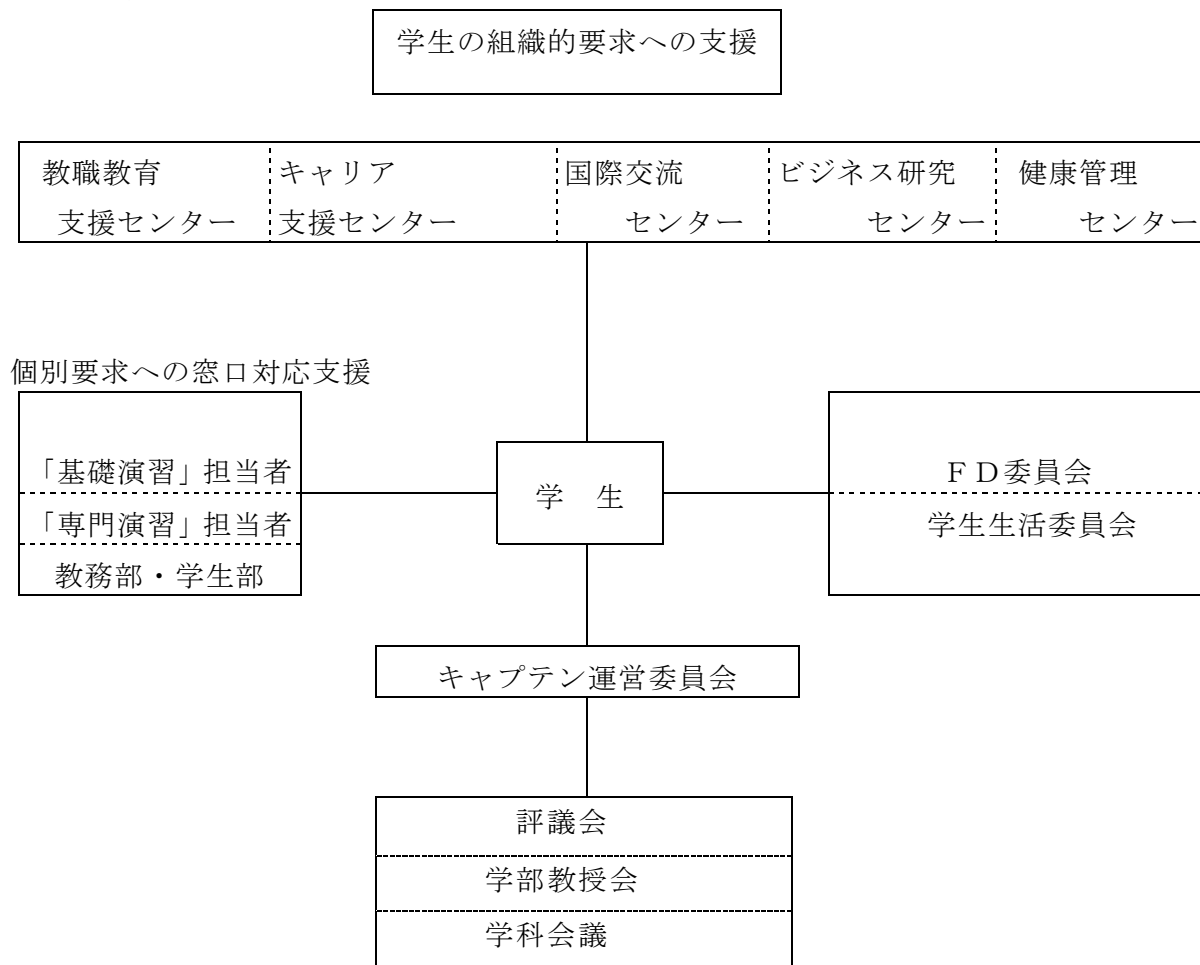 学生の組織的要求への支援
教職教育 キャリア 国際交流 ビジネス研究 健康管理
支援センター 支援センター センター センター センター
個別要求への窓口対応支援
「基礎演習」担当者
「専門演習」担当者
教務部・学生部
学 生
ＦＤ委員会
学生生活委員会
キャプテン運営委員会
評議会
学部教授会
学科会議